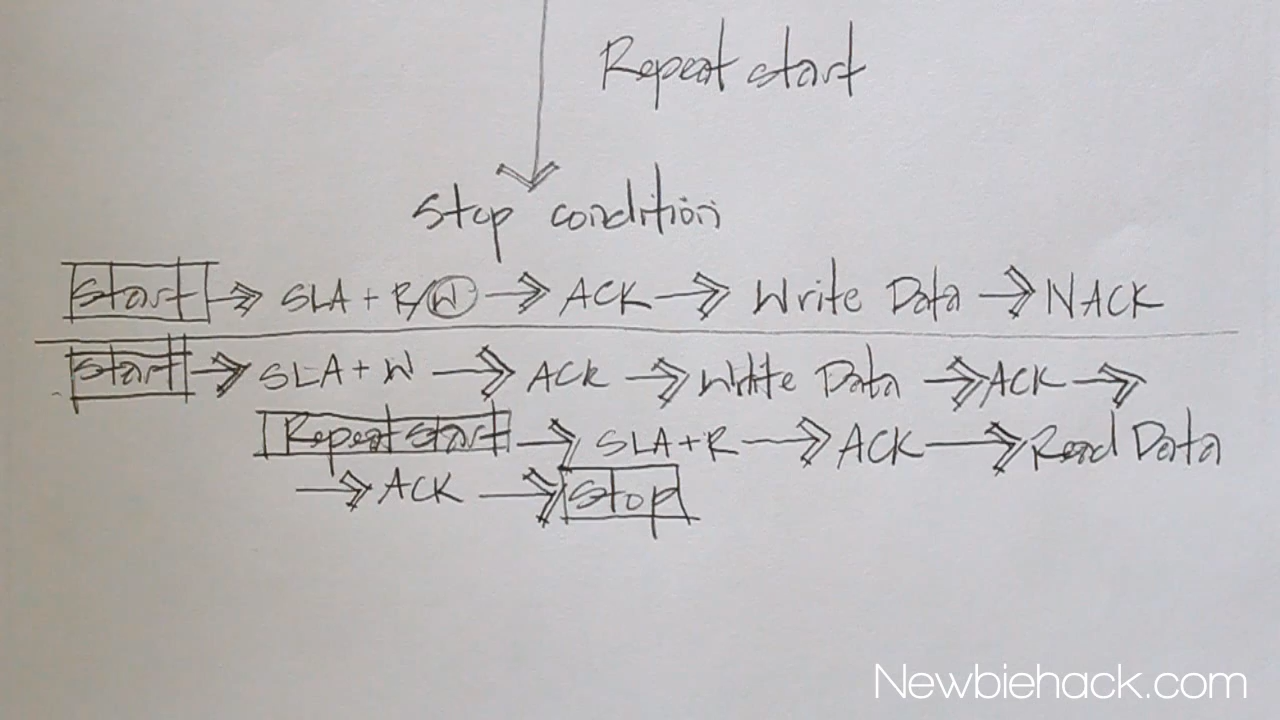 Repeat start
Stop condition
Start → SLA + R/W → ACK → Write Data → NACK
Start → SLA + W → ACK → Write Data → ACK →
Repeat start → SLA + R → ACK → Read Data
→ ACK → Stop
Newbiehack.com